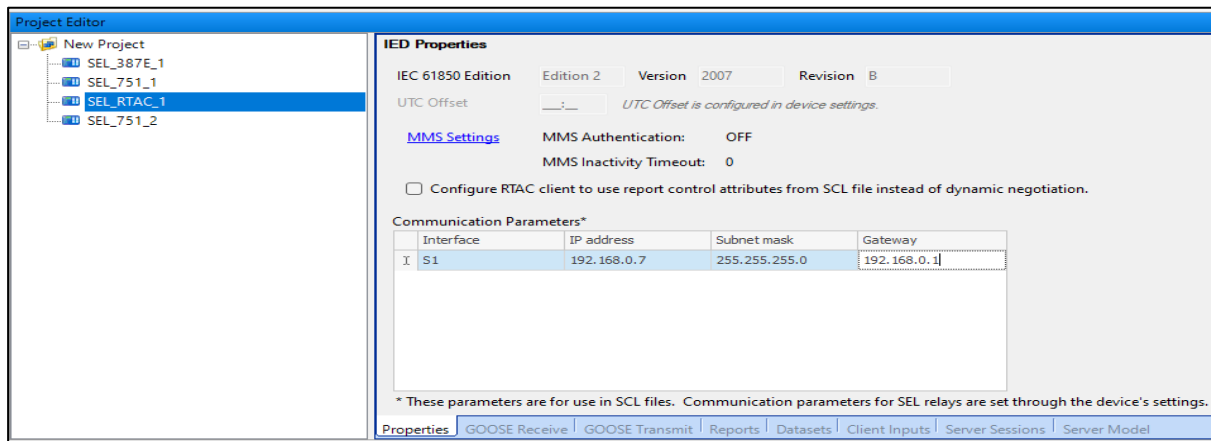 Project Editor
New Project
SEL_387E_1
SEL_751_1
SEL_RTAC_1
SEL_751_2
IED Properties
IEC 61850 Edition Edition 2 Version 2007 Revision B
UTC Offset __:__ UTC Offset is configured in device settings.
MMS Settings MMS Authentication: OFF
MMS Inactivity Timeout: 0
Configure RTAC client to use report control attributes from SCL file instead of dynamic negotiation.
Communication Parameters*
Interface IP address Subnet mask Gateway
S1 192.168.0.7 255.255.255.0 192.168.0.1
* These parameters are for use in SCL files. Communication parameters for SEL relays are set through the device's settings.
Properties GOOSE Receive GOOSE Transmit Reports Datasets Client Inputs Server Sessions Server Model